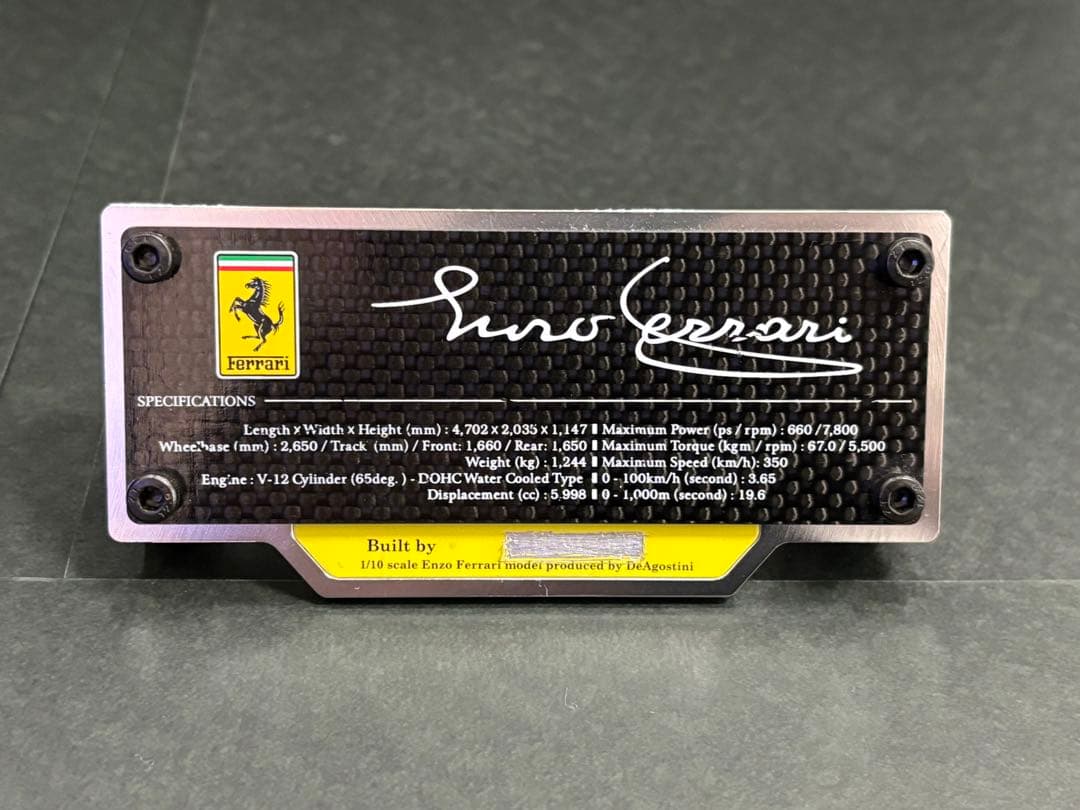 Ferrari
Enzo Ferrari
SPECIFICATIONS
Length x Width x Height (mm) : 4,702 x 2,035 x 1,147
Wheelbase (mm) : 2,650 / Track (mm) / Front: 1,660 / Rear: 1,650
Weight (kg) : 1,244
Engine : V-12 Cylinder (65deg. ) - DOHC Water Cooled Type
Displacement (cc) : 5,998
Maximum Power (ps / rpm) : 660 / 7,800
Maximum Torque (kgm / rpm) : 67.0 / 5,500
Maximum Speed (km/h): 350
0 - 100km/h (second) : 3.65
0 - 1,000m (second) : 19.6
Built by
1/10 scale Enzo Ferrari model produced by DeAgostini